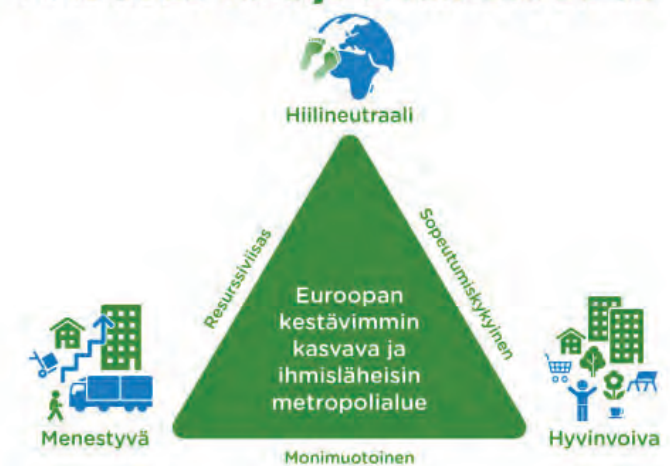 Hiilineutraali
Resurssiviisas
Sopeutumiskykyinen
Euroopan
kestävimmin
kasvava ja
ihmisläheisin
metropolialue
Menestyvä
Hyvinvoiva
Monimuotoinen